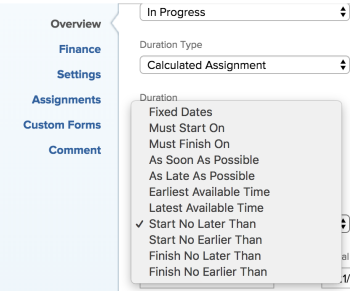 Overview
Finance
Settings
Assignments
Custom Forms
Comment
In Progress
Duration Type
Calculated Assignment
Duration
Fixed Dates
Must Start On
Must Finish On
As Soon As Possible
As Late As Possible
Earliest Available Time
Latest Available Time
✓ Start No Later Than
Start No Earlier Than
Finish No Later Than
Finish No Earlier Than